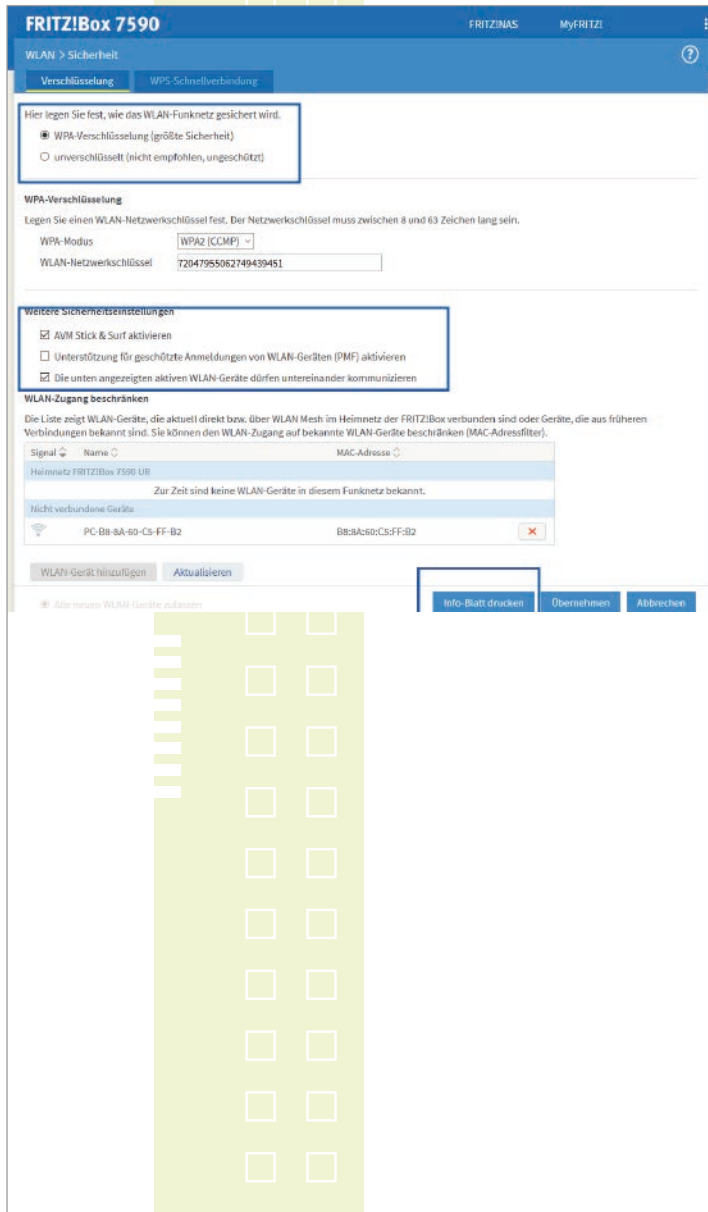 FRITZ!Box 7590
FRITZ!NAS MyFRITZ!
WLAN > Sicherheit
Verschlüsselung WPS-Schnellverbindung
Hier legen Sie fest, wie das WLAN-Funknetz gesichert wird.
WPA-Verschlüsselung (größte Sicherheit)
unverschlüsselt (nicht empfohlen, ungeschützt)
WPA-Verschlüsselung
Legen Sie einen WLAN-Netzwerkschlüssel fest. Der Netzwerkschlüssel muss zwischen 8 und 63 Zeichen lang sein.
WPA-Modus WPA2 (CCMP)
WLAN-Netzwerkschlüssel 72047955062749439451
Weitere Sicherheitseinstellungen
AVM Stick & Surf aktivieren
Unterstützung für geschützte Anmeldungen von WLAN-Geräten (PMF) aktivieren
Die unten angezeigten aktiven WLAN-Geräte dürfen untereinander kommunizieren
WLAN-Zugang beschränken
Die Liste zeigt WLAN-Geräte, die aktuell direkt bzw. über WLAN Mesh im Heimnetz der FRITZ!Box verbunden sind oder Geräte, die aus früheren
Verbindungen bekannt sind. Sie können den WLAN-Zugang auf bekannte WLAN-Geräte beschränken (MAC-Adressfilter).
Signal Name MAC-Adresse
Heimnetz FRITZ!Box 7590 UR
Zur Zeit sind keine WLAN-Geräte in diesem Funknetz bekannt.
Nicht verbundene Geräte
PC-B8-8A-60-C5-FF-B2 B8:8A:60:C5:FF:B2
WLAN-Gerät hinzufügen Aktualisieren
Alle neuen WLAN-Geräte zulassen
Info-Blatt drucken Übernehmen Abbrechen